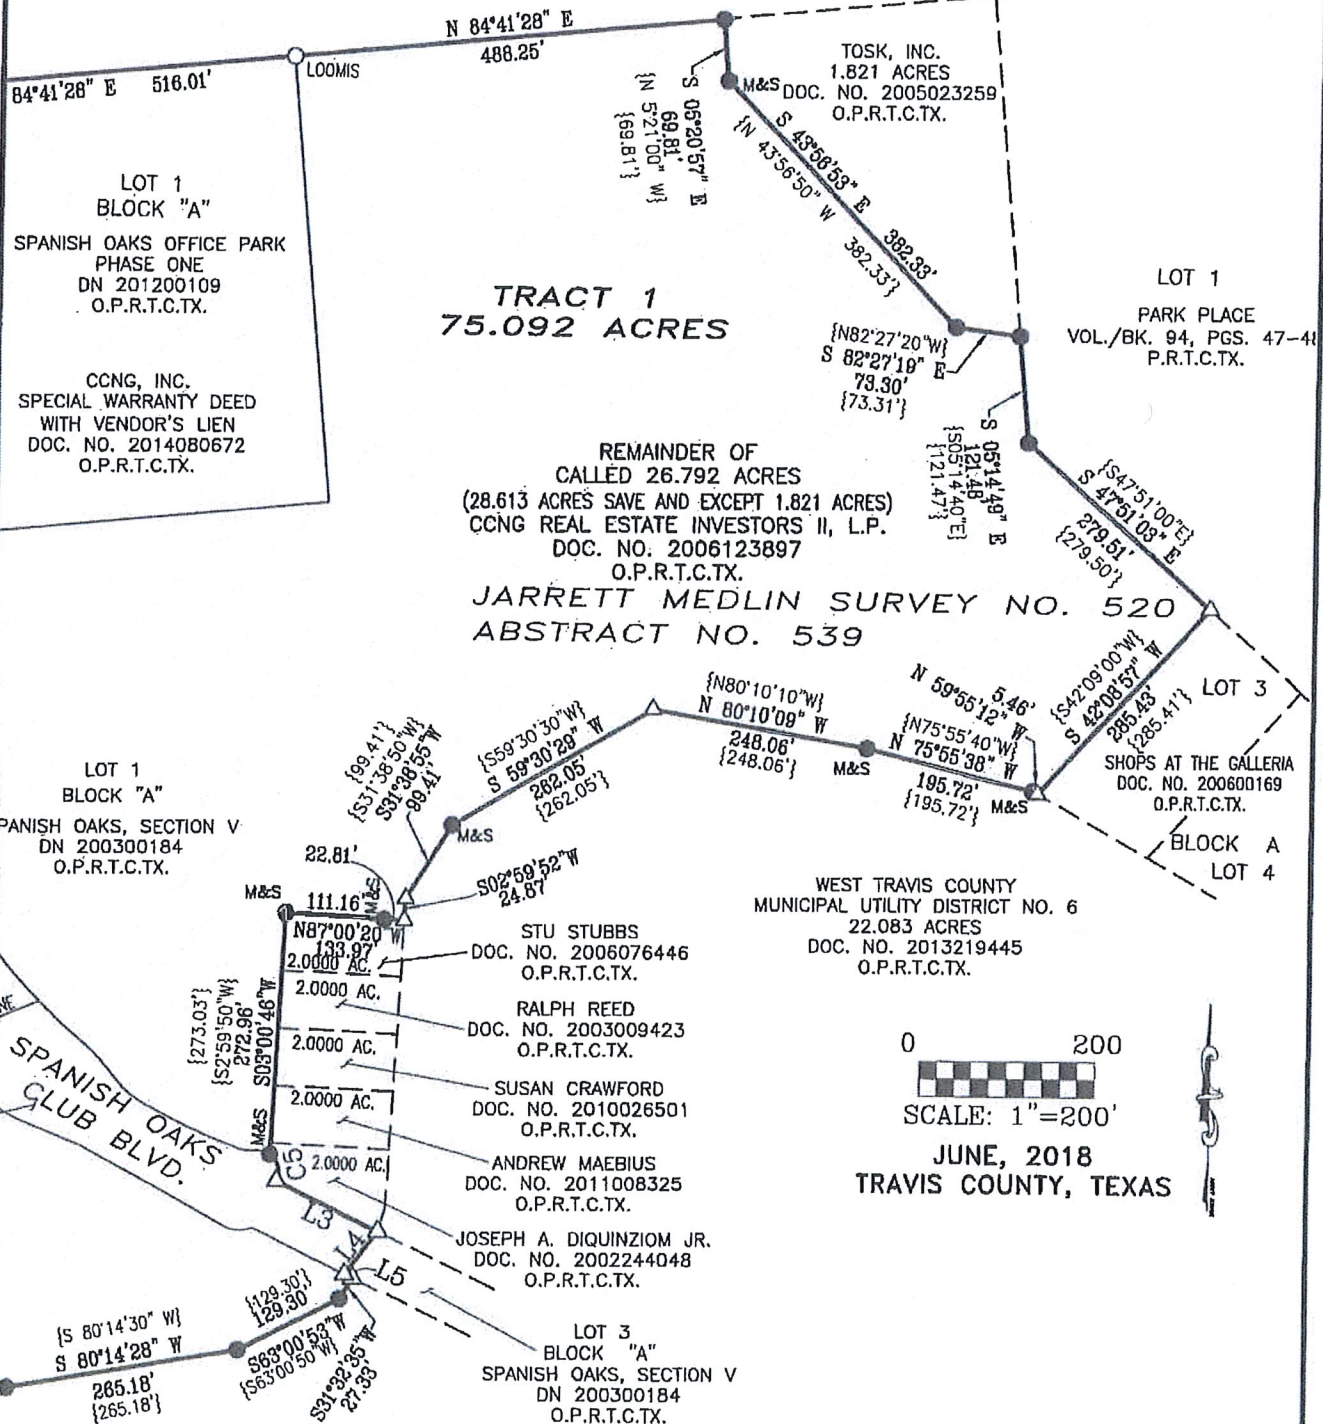 N 84°41'28" E
488.25'
LOOMIS
84°41'28" E 516.01'
M&S
TOSK, INC.
1.821 ACRES
DOC. NO. 2005023259
O.P.R.T.C.TX.
S 05°20'57" E
69.81'
{N 5°21'00" W}
{69.81'}
S 43°56'53" E
382.33'
{N 43°56'50" W
382.33'}
LOT 1
BLOCK "A"
SPANISH OAKS OFFICE PARK
PHASE ONE
DN 201200109
O.P.R.T.C.TX.
CCNG, INC.
SPECIAL WARRANTY DEED
WITH VENDOR'S LIEN
DOC. NO. 2014080672
O.P.R.T.C.TX.
TRACT 1
75.092 ACRES
LOT 1
PARK PLACE
VOL./BK. 94, PGS. 47-48
P.R.T.C.TX.
{N82°27'20"W}
S 82°27'19" E
73.30'
{73.31'}
S 05°14'49" E
121.48'
{S05°14'40"E}
{121.47'}
{S47°51'00"E}
S 47°51'03" E
279.51'
{279.50'}
REMAINDER OF
CALLED 26.792 ACRES
(28.613 ACRES SAVE AND EXCEPT 1.821 ACRES)
CCNG REAL ESTATE INVESTORS II, L.P.
DOC. NO. 2006123897
O.P.R.T.C.TX.
JARRETT MEDLIN SURVEY NO. 520
ABSTRACT NO. 539
{S42°09'00"W}
S 42°08'57" W
285.43'
{285.41'}
LOT 3
SHOPS AT THE GALLERIA
DOC. NO. 200600169
O.P.R.T.C.TX.
BLOCK A
LOT 4
5.46'
N 59°55'12" W
{N75°55'40"W}
N 75°55'38" W
195.72'
{195.72'}
M&S
{N80°10'10"W}
N 80°10'09" W
248.06'
{248.06'}
M&S
{S59°30'30"W}
S 59°30'29" W
262.05'
{262.05'}
M&S
{99.41'}
{S31°38'50"W}
S31°38'55"W
99.41'
LOT 1
BLOCK "A"
PANISH OAKS, SECTION V
DN 200300184
O.P.R.T.C.TX.
22.81'
M&S
111.16'
M&S
N87°00'20"W
133.97'
S02°59'52"W
24.87'
WEST TRAVIS COUNTY
MUNICIPAL UTILITY DISTRICT NO. 6
22.083 ACRES
DOC. NO. 2013219445
O.P.R.T.C.TX.
2.0000 AC.
STU STUBBS
DOC. NO. 2006076446
O.P.R.T.C.TX.
2.0000 AC.
RALPH REED
DOC. NO. 2003009423
O.P.R.T.C.TX.
2.0000 AC.
SUSAN CRAWFORD
DOC. NO. 2010026501
O.P.R.T.C.TX.
2.0000 AC.
ANDREW MAEBIUS
DOC. NO. 2011008325
O.P.R.T.C.TX.
2.0000 AC.
JOSEPH A. DIQUINZIOM JR.
DOC. NO. 2002244048
O.P.R.T.C.TX.
{273.03'}
{S2°59'50"W}
272.96'
S03°00'46"W
M&S
C5
L3
L4
L5
SPANISH OAKS
CLUB BLVD.
0 200
SCALE: 1"=200'
JUNE, 2018
TRAVIS COUNTY, TEXAS
{129.30'}
129.30'
S63°00'53"W
{S63°00'50"W}
S31°32'35"W
27.33'
{S 80°14'30" W}
S 80°14'28" W
265.18'
{265.18'}
LOT 3
BLOCK "A"
SPANISH OAKS, SECTION V
DN 200300184
O.P.R.T.C.TX.